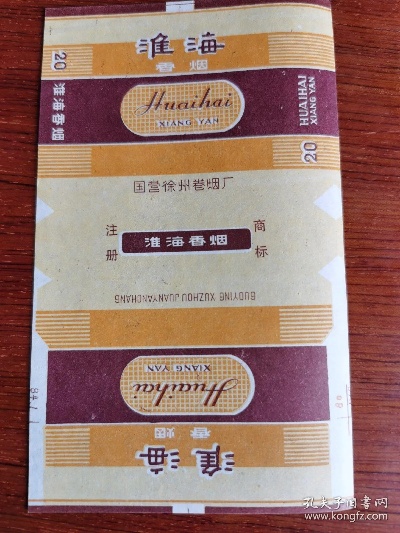 淮海
香烟
20
淮海香烟
Huaihai
XIANG YAN
HUAIHAI
XIANG YAN
20
国营徐州卷烟厂
注册
淮海香烟
商标
GUOYING XUZHOU JUANYANCHANG
Huaihai
XIANG YAN
淮海
香烟
孔夫子旧书网
www.kongfz.com